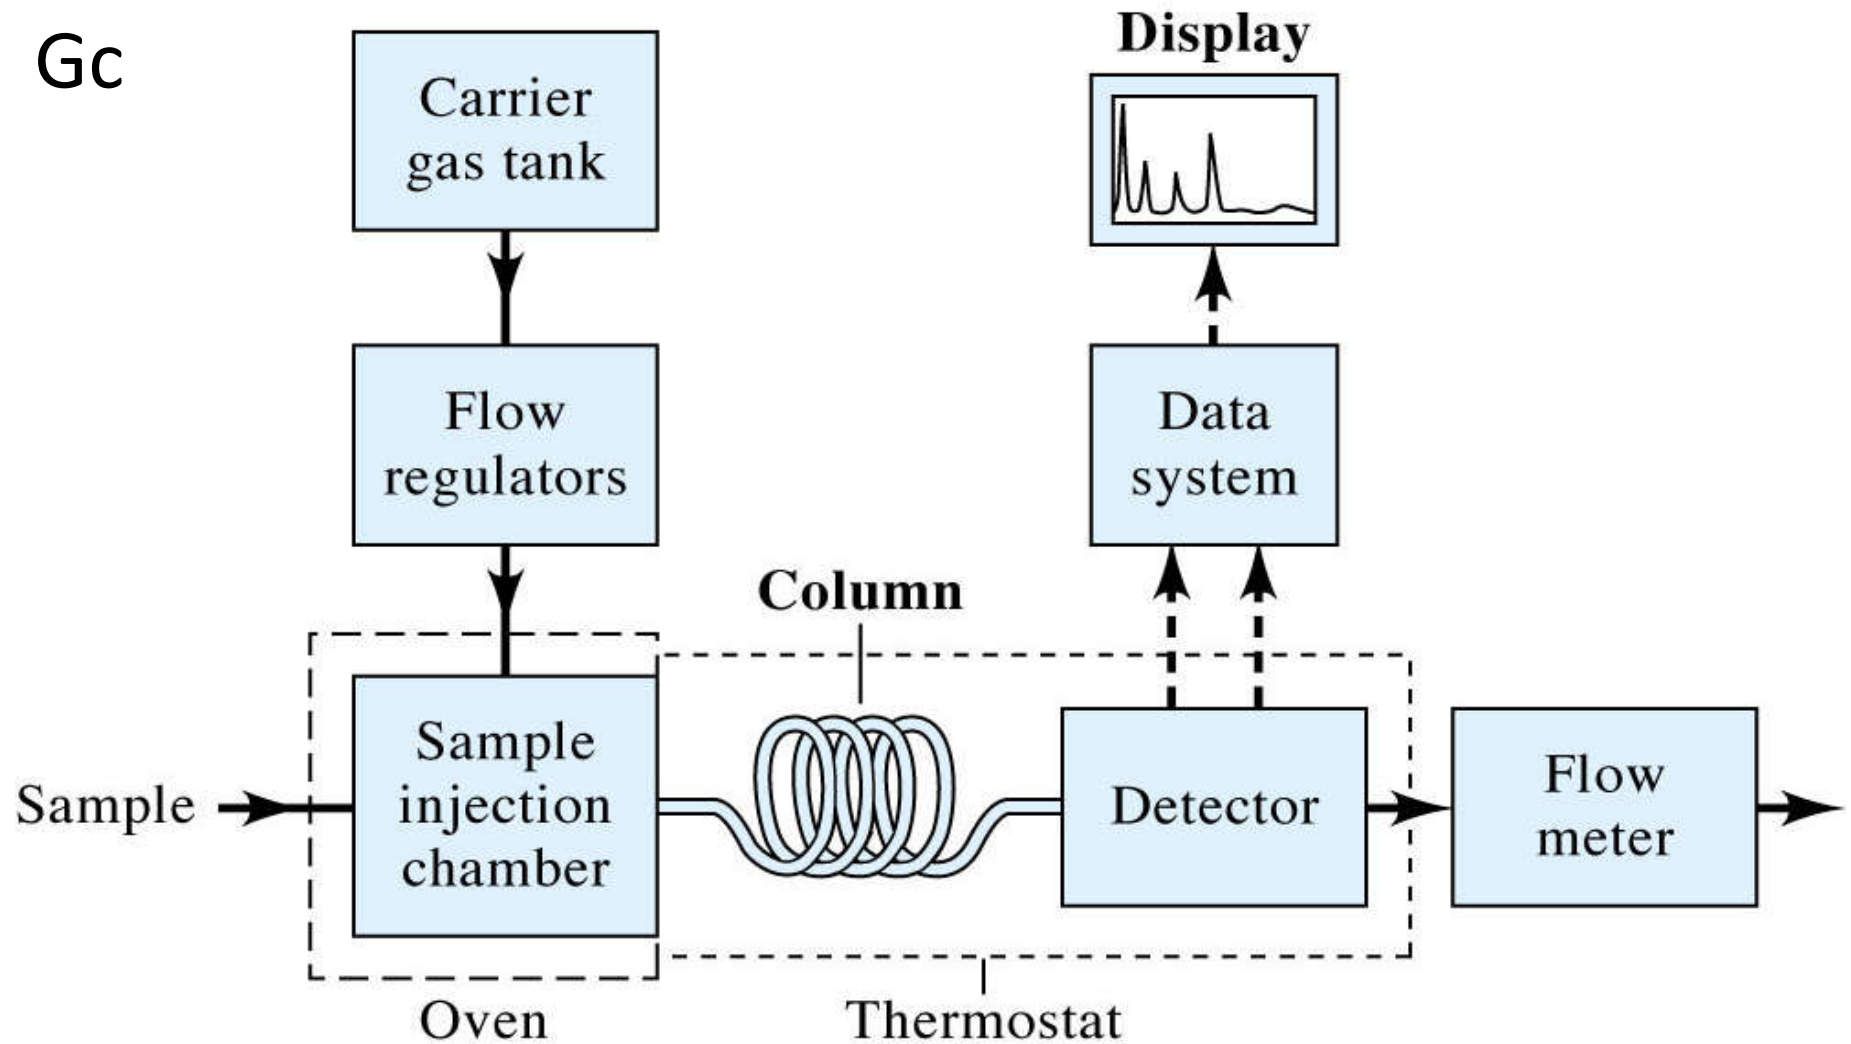 Gc
Carrier
gas tank
Display
Flow
regulators
Data
system
Column
Sample
Sample
injection
chamber
Detector
Flow
meter
Oven
Thermostat